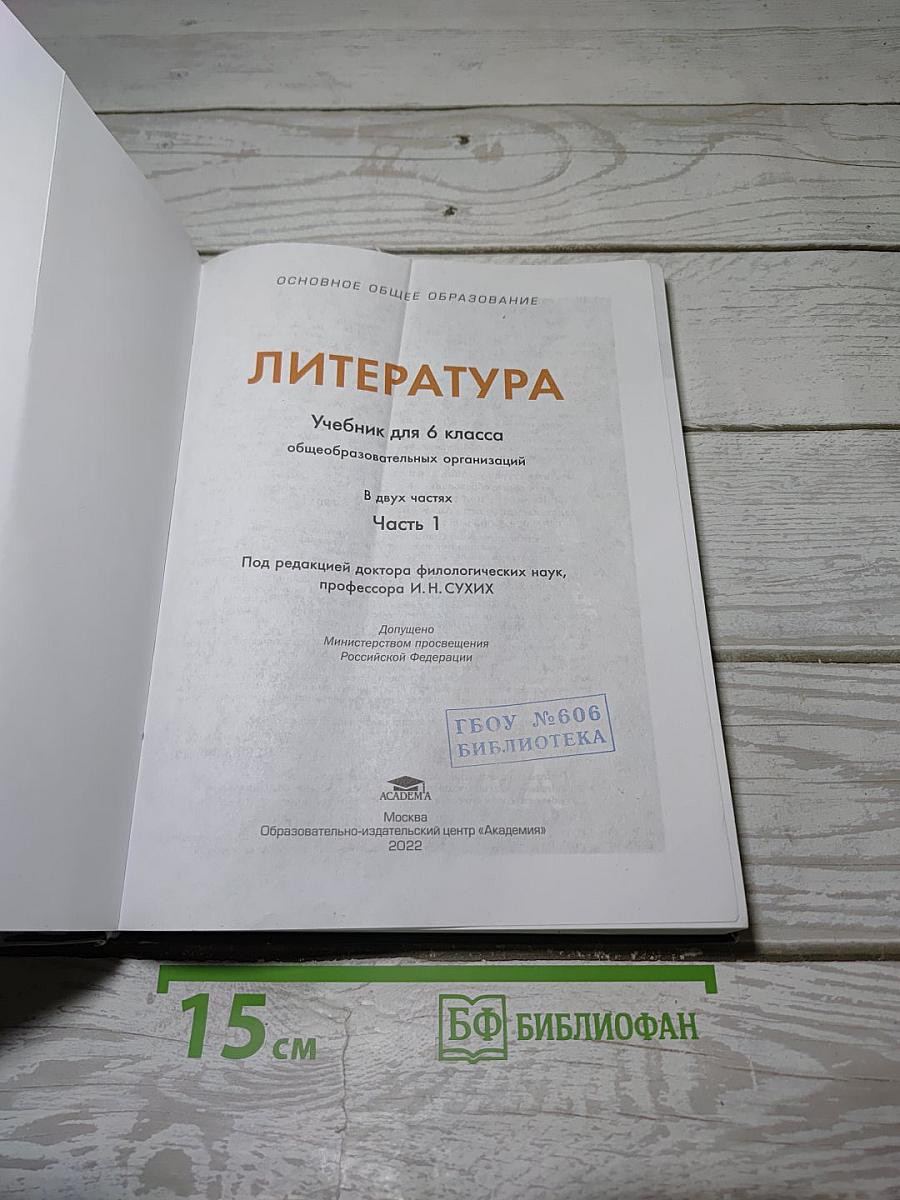 ОСНОВНОЕ ОБЩЕЕ ОБРАЗОВАНИЕ
ЛИТЕРАТУРА
Учебник для 6 класса
общеобразовательных организаций
В двух частях
Часть 1
Под редакцией доктора филологических наук,
профессора И. Н. СУХИХ
Допущено
Министерством просвещения
Российской Федерации
ГБОУ №606
БИБЛИОТЕКА
ACADEMA
Москва
Образовательно-издательский центр «Академия»
2022
15 см
БФ БИБЛИОФАН